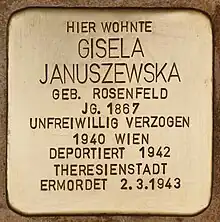 HIER WOHNTE
GISELA
JANUSZEWSKA
GEB. ROSENFELD
JG. 1867
UNFREIWILLIG VERZOGEN
1940 WIEN
DEPORTIERT 1942
THERESIENSTADT
ERMORDET 2.3.1943